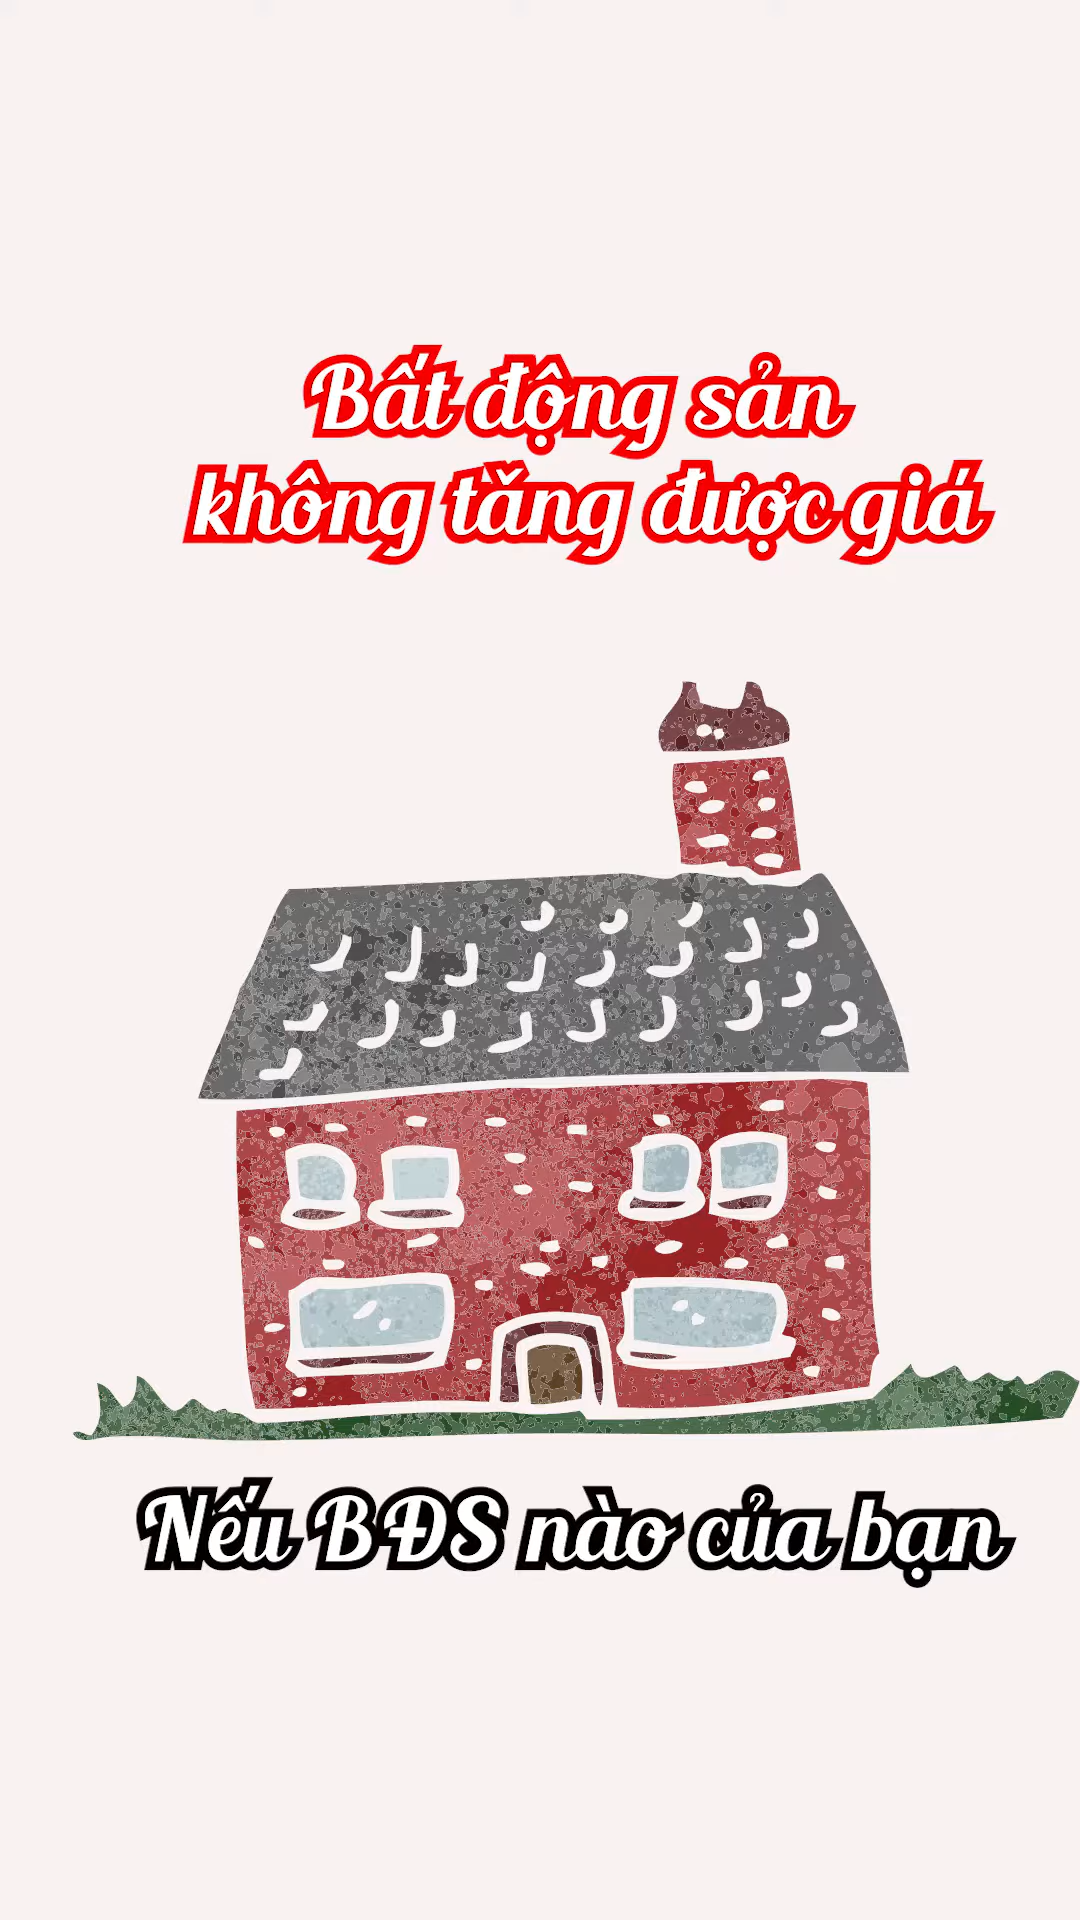 Bất động sản
không tăng được giá
Nếu BĐS nào của bạn